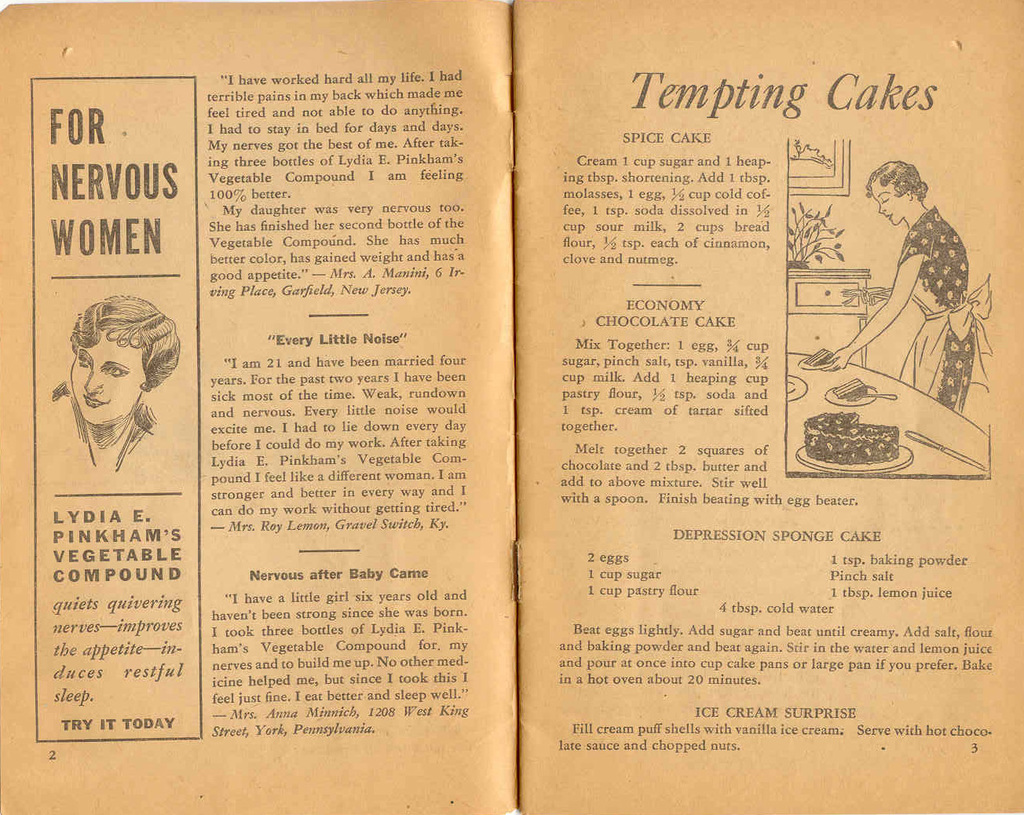 FOR
NERVOUS
WOMEN
LYDIA E.
PINKHAM'S
VEGETABLE
COMPOUND
quiets quivering
nerves—improves
the appetite—in-
duces restful
sleep.
TRY IT TODAY
2
"I have worked hard all my life. I had
terrible pains in my back which made me
feel tired and not able to do anything.
I had to stay in bed for days and days.
My nerves got the best of me. After tak-
ing three bottles of Lydia E. Pinkham's
Vegetable Compound I am feeling
100% better.
My daughter was very nervous too.
She has finished her second bottle of the
Vegetable Compound. She has much
better color, has gained weight and has a
good appetite." — Mrs. A. Manini, 6 Ir-
ving Place, Garfield, New Jersey.
"Every Little Noise"
"I am 21 and have been married four
years. For the past two years I have been
sick most of the time. Weak, rundown
and nervous. Every little noise would
excite me. I had to lie down every day
before I could do my work. After taking
Lydia E. Pinkham's Vegetable Com-
pound I feel like a different woman. I am
stronger and better in every way and I
can do my work without getting tired."
— Mrs. Roy Lemon, Gravel Switch, Ky.
Nervous after Baby Came
"I have a little girl six years old and
haven't been strong since she was born.
I took three bottles of Lydia E. Pink-
ham's Vegetable Compound for my
nerves and to build me up. No other med-
icine helped me, but since I took this I
feel just fine. I eat better and sleep well."
— Mrs. Anna Minnich, 1208 West King
Street, York, Pennsylvania.
Tempting Cakes
SPICE CAKE
Cream 1 cup sugar and 1 heap-
ing tbsp. shortening. Add 1 tbsp.
molasses, 1 egg, ½ cup cold cof-
fee, 1 tsp. soda dissolved in ½
cup sour milk, 2 cups bread
flour, ½ tsp. each of cinnamon,
clove and nutmeg.
ECONOMY
CHOCOLATE CAKE
Mix Together: 1 egg, ¾ cup
sugar, pinch salt, tsp. vanilla, ¾
cup milk. Add 1 heaping cup
pastry flour, ½ tsp. soda and
1 tsp. cream of tartar sifted
together.
Melt together 2 squares of
chocolate and 2 tbsp. butter and
add to above mixture. Stir well
with a spoon. Finish beating with egg beater.
DEPRESSION SPONGE CAKE
2 eggs 1 tsp. baking powder
1 cup sugar Pinch salt
1 cup pastry flour 1 tbsp. lemon juice
4 tbsp. cold water
Beat eggs lightly. Add sugar and beat until creamy. Add salt, flour
and baking powder and beat again. Stir in the water and lemon juice
and pour at once into cup cake pans or large pan if you prefer. Bake
in a hot oven about 20 minutes.
ICE CREAM SURPRISE
Fill cream puff shells with vanilla ice cream. Serve with hot choco-
late sauce and chopped nuts.
3